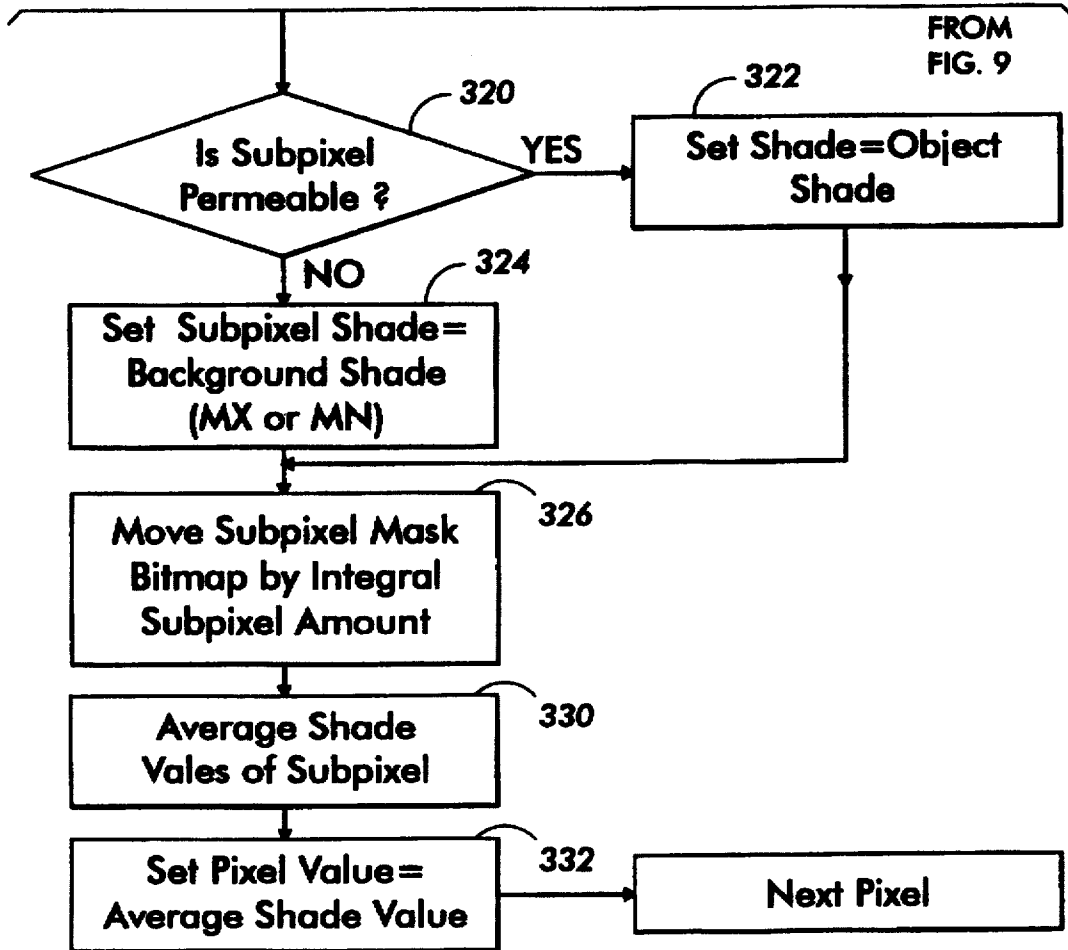 FROM
FIG. 9
320
Is Subpixel
Permeable ?
YES
322
Set Shade=Object
Shade
NO
324
Set Subpixel Shade=
Background Shade
(MX or MN)
326
Move Subpixel Mask
Bitmap by Integral
Subpixel Amount
330
Average Shade
Vales of Subpixel
332
Set Pixel Value=
Average Shade Value
Next Pixel